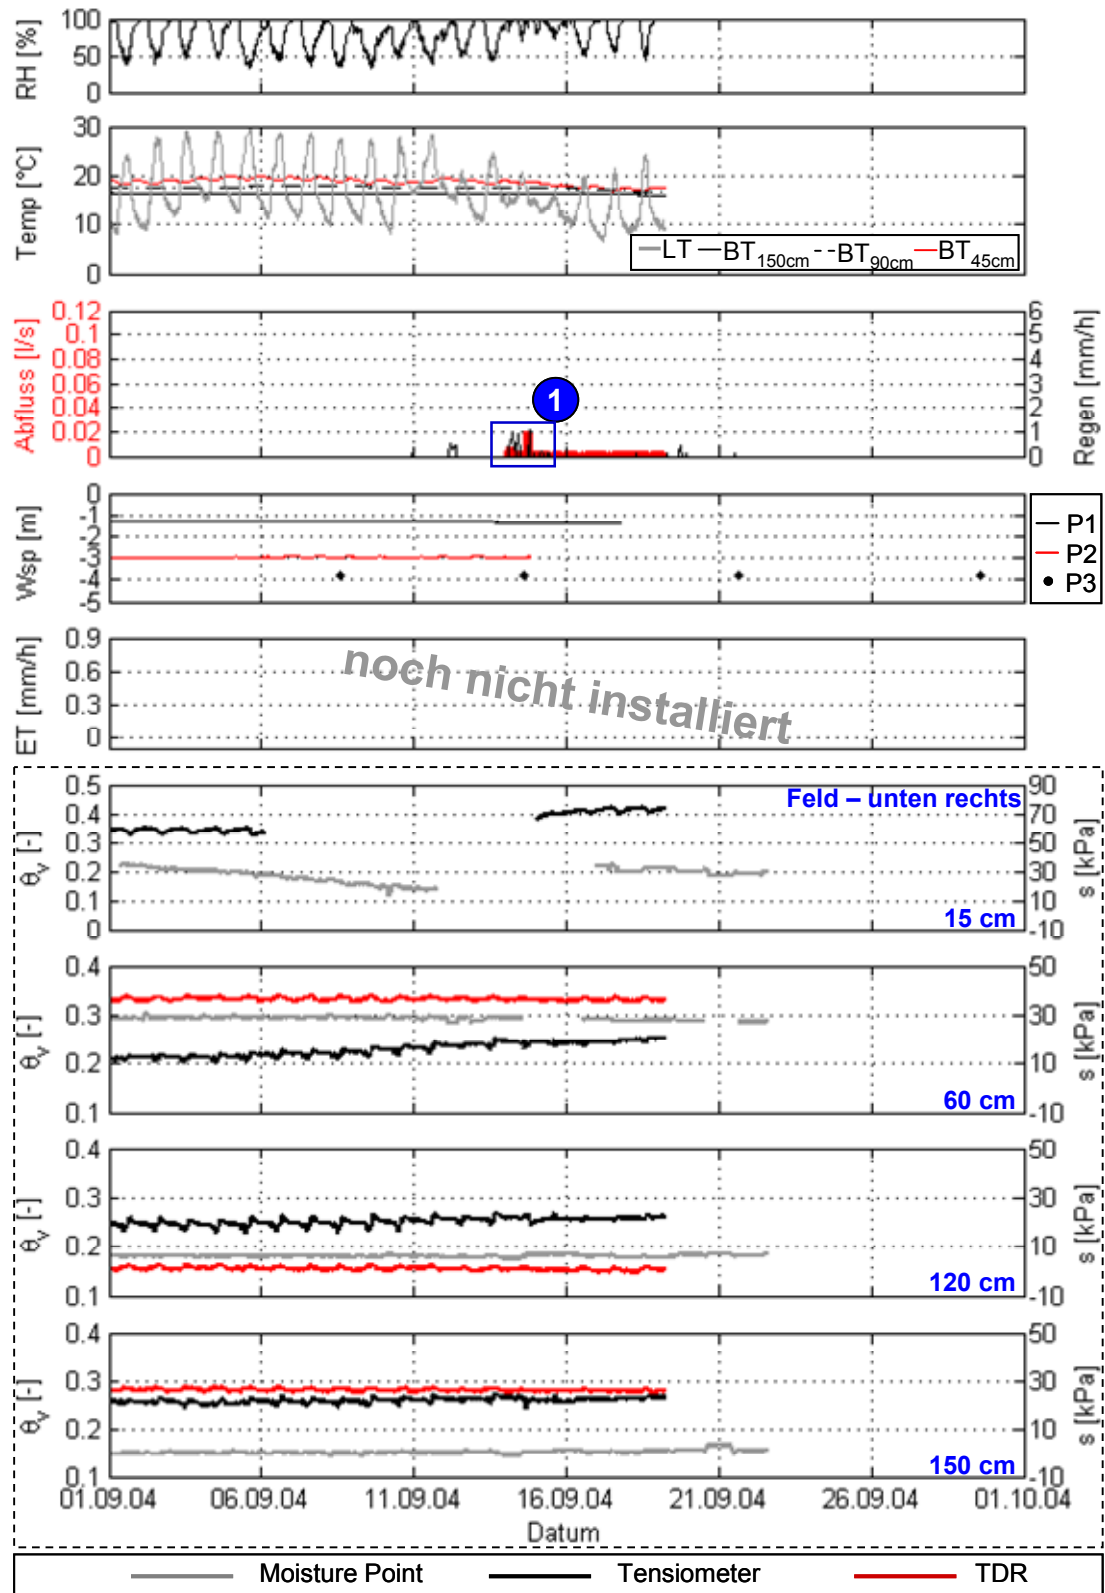 RH [%]
100
50
0
Temp [°C]
30
20
10
0
LT BT150cm BT90cm BT45cm
Abfluss [l/s]
0.12
0.1
0.08
0.06
0.04
0.02
0
1
6
5
4
3
2
1
0
Regen [mm/h]
Wsp [m]
0
-1
-2
-3
-4
-5
P1
P2
P3
ET [mm/h]
0.9
0.6
0.3
0
noch nicht installiert
θv [-]
0.5
0.4
0.3
0.2
0.1
0
Feld – unten rechts
15 cm
90
70
50
30
10
-10
s [kPa]
θv [-]
0.4
0.3
0.2
0.1
60 cm
50
30
10
-10
s [kPa]
θv [-]
0.4
0.3
0.2
0.1
120 cm
50
30
10
-10
s [kPa]
θv [-]
0.4
0.3
0.2
0.1
150 cm
50
30
10
-10
s [kPa]
01.09.04 06.09.04 11.09.04 16.09.04 21.09.04 26.09.04 01.10.04
Datum
Moisture Point Tensiometer TDR